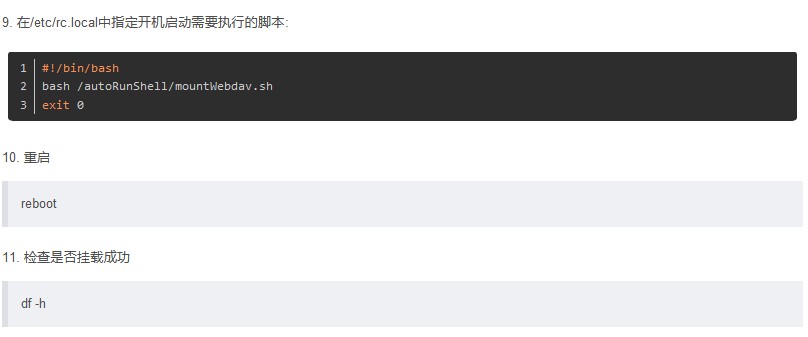 9. 在/etc/rc.local中指定开机启动需要执行的脚本:
1 #!/bin/bash
2 bash /autoRunShell/mountWebdav.sh
3 exit 0
10. 重启
reboot
11. 检查是否挂载成功
df -h